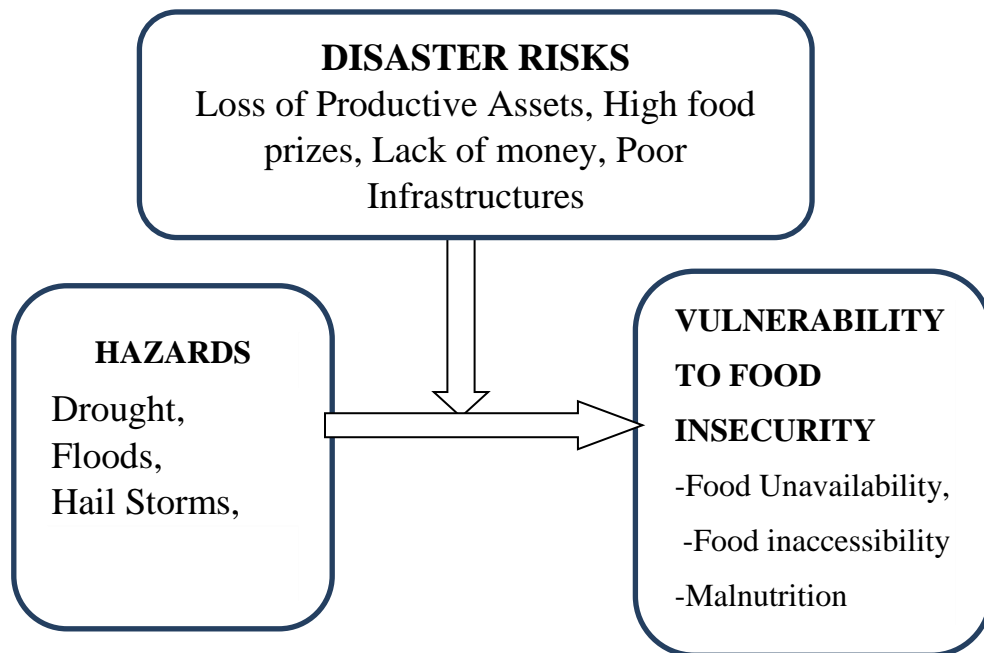 DISASTER RISKS
Loss of Productive Assets, High food
prizes, Lack of money, Poor
Infrastructures
HAZARDS
Drought,
Floods,
Hail Storms,
VULNERABILITY
TO FOOD
INSECURITY
-Food Unavailability,
-Food inaccessibility
-Malnutrition